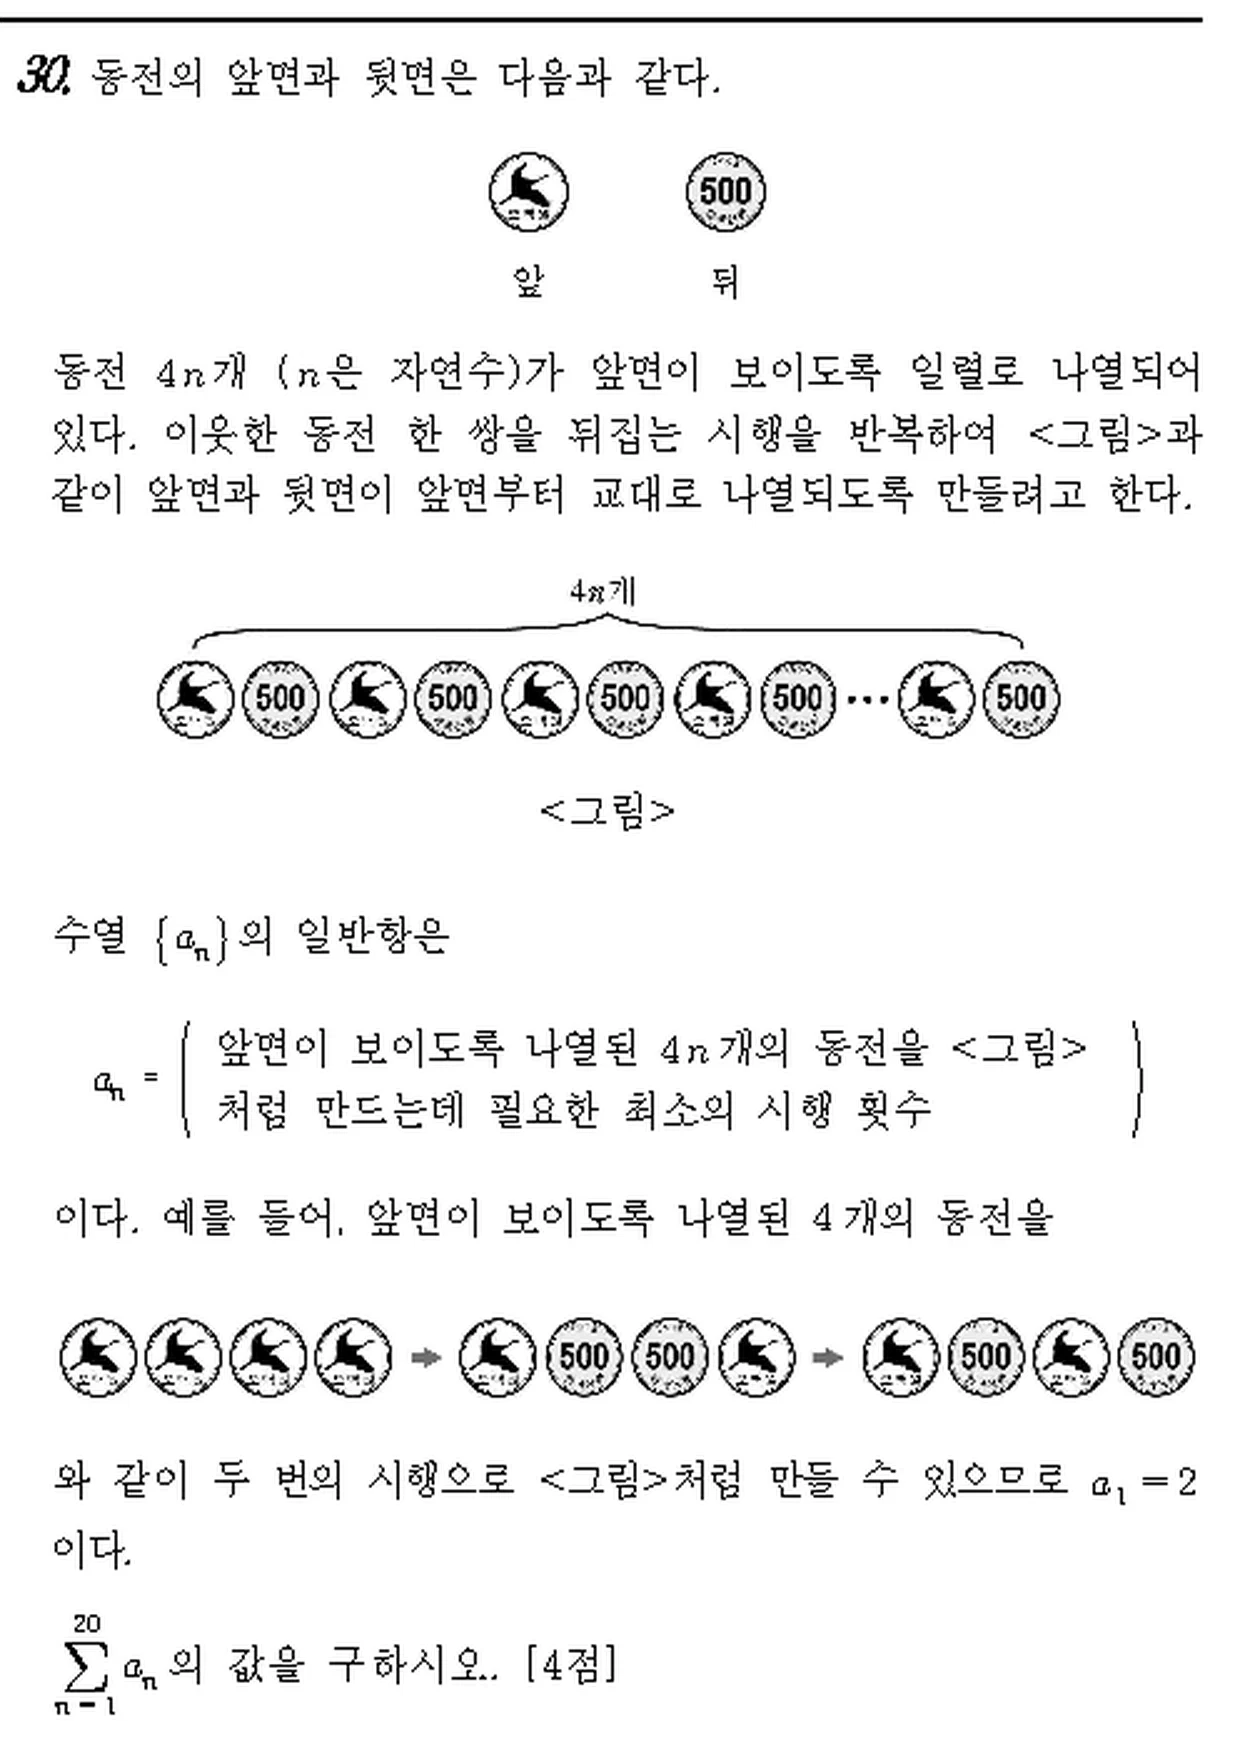 30. 동전의 앞면과 뒷면은 다음과 같다.
500
앞 뒤
동전 4n개 (n은 자연수)가 앞면이 보이도록 일렬로 나열되어
있다. 이웃한 동전 한 쌍을 뒤집는 시행을 반복하여 <그림>과
같이 앞면과 뒷면이 앞면부터 교대로 나열되도록 만들려고 한다.
4n개
500 500 500 500 … 500
<그림>
수열 {aₙ}의 일반항은
aₙ = ( 앞면이 보이도록 나열된 4n개의 동전을 <그림>
처럼 만드는데 필요한 최소의 시행 횟수 )
이다. 예를 들어, 앞면이 보이도록 나열된 4개의 동전을
500 500 500 500
와 같이 두 번의 시행으로 <그림>처럼 만들 수 있으므로 a₁ = 2
이다.
20
∑ aₙ의 값을 구하시오.. [4점]
n = 1